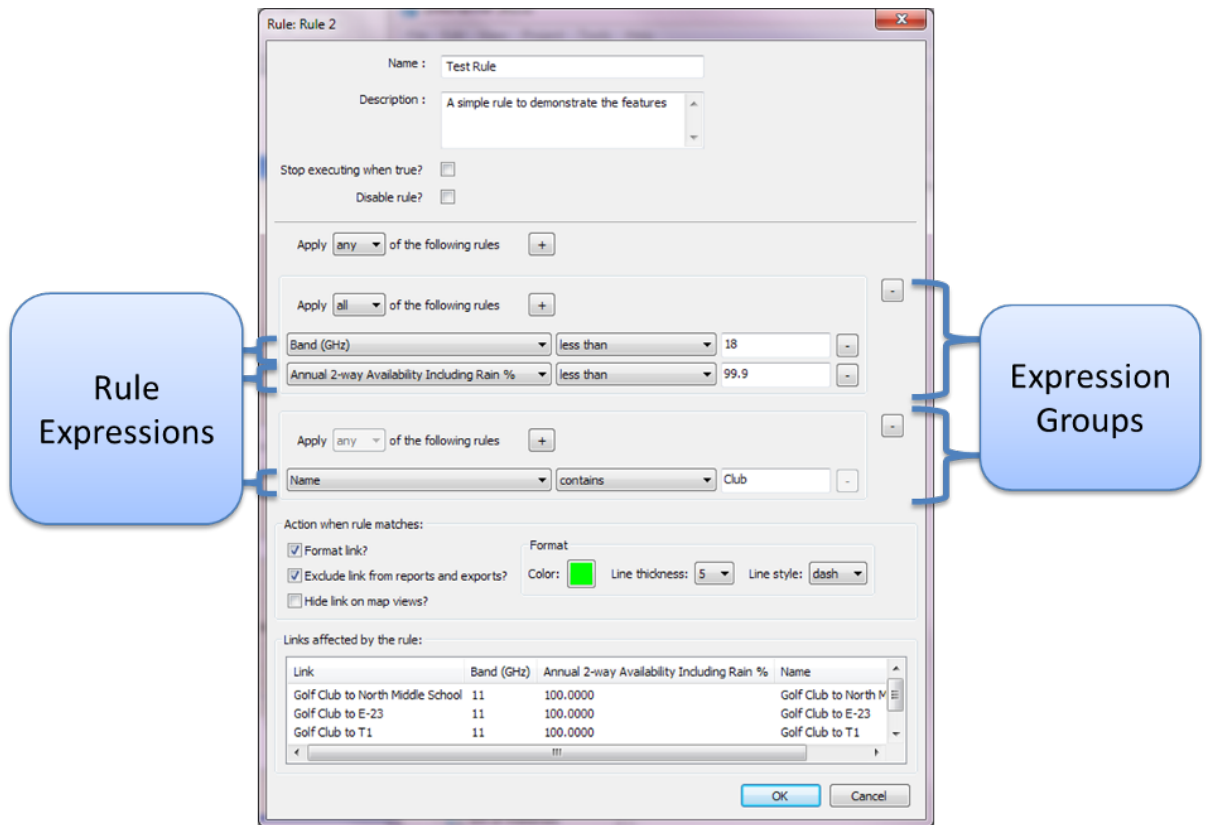 Rule: Rule 2
Name :
Test Rule
Description :
A simple rule to demonstrate the features
Stop executing when true?
Disable rule?
Apply any of the following rules +
-
Apply all of the following rules +
Band (GHz) less than 18 -
Annual 2-way Availability Including Rain % less than 99.9 -
Rule
Expressions
Expression
Groups
-
Apply any of the following rules +
Name contains Club -
Action when rule matches:
Format link?
Exclude link from reports and exports?
Hide link on map views?
Format
Color: Line thickness: 5 Line style: dash
Links affected by the rule:
Link Band (GHz) Annual 2-way Availability Including Rain % Name
Golf Club to North Middle School 11 100.0000 Golf Club to North M
Golf Club to E-23 11 100.0000 Golf Club to E-23
Golf Club to T1 11 100.0000 Golf Club to T1
OK Cancel